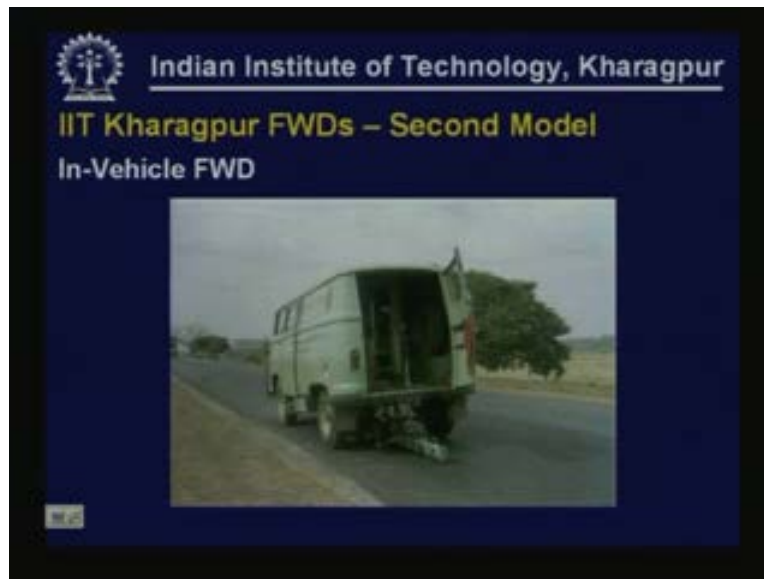 Indian Institute of Technology, Kharagpur
IIT Kharagpur FWDs – Second Model
In-Vehicle FWD